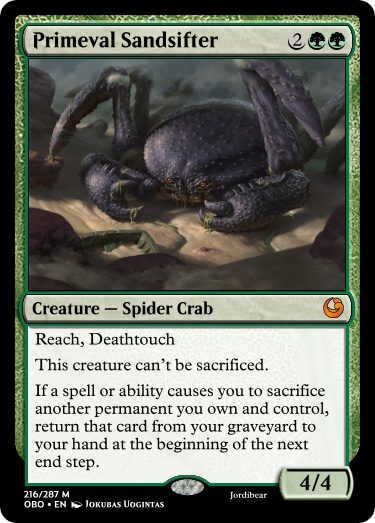 Primeval Sandsifter 2
Creature — Spider Crab
Reach, Deathtouch
This creature can't be sacrificed.
If a spell or ability causes you to sacrifice
another permanent you own and control,
return that card from your graveyard to
your hand at the beginning of the next
end step.
4/4
216/287 M
OBO • EN Jokubas Uogintas
Jordibear